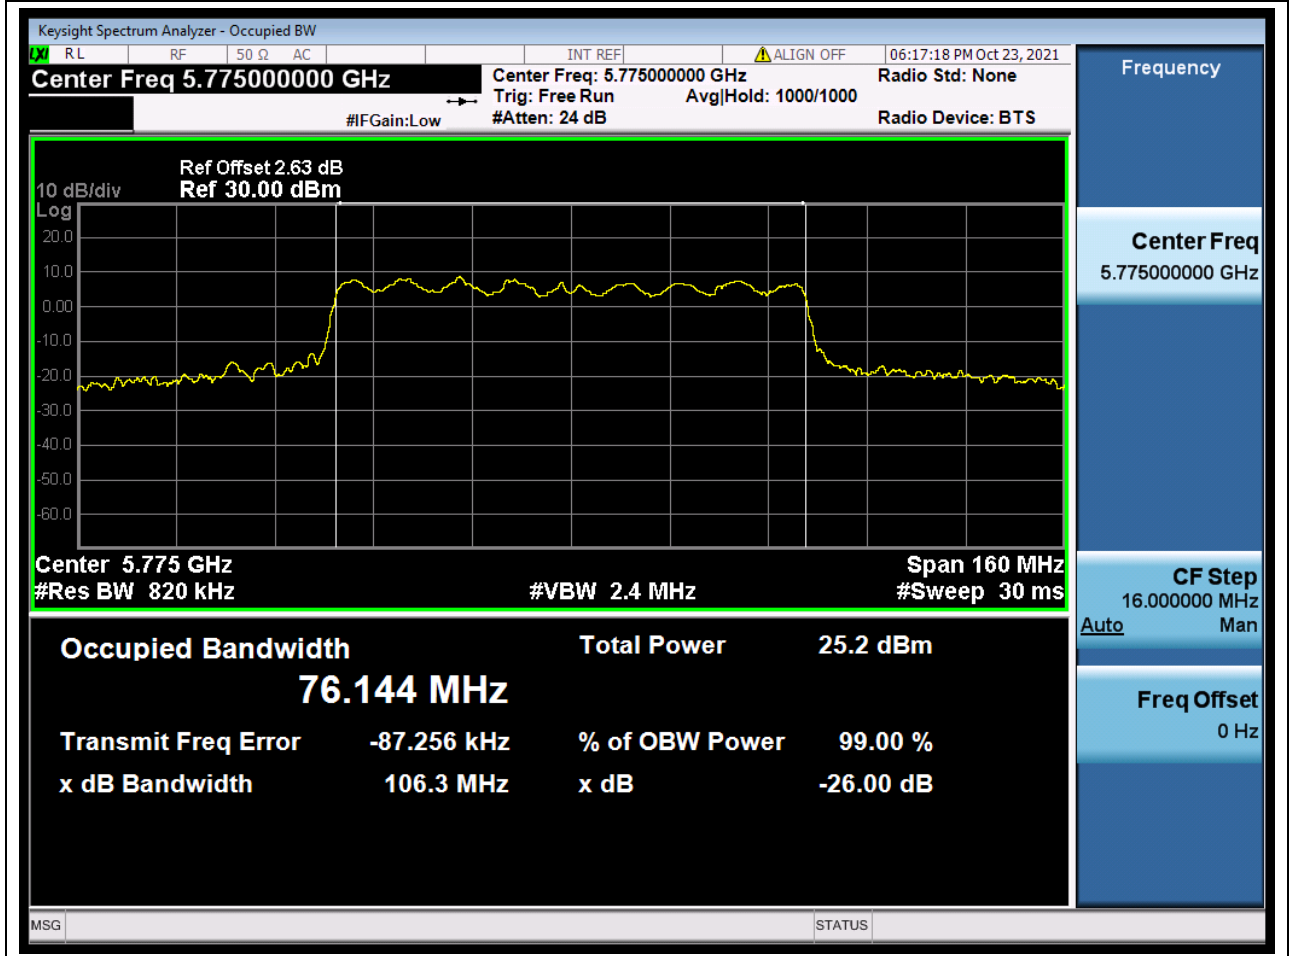 Keysight Spectrum Analyzer - Occupied BW
LXI RL RF 50 Ω AC INT REF ALIGN OFF 06:17:18 PM Oct 23, 2021
Center Freq 5.775000000 GHz
Center Freq: 5.775000000 GHz Radio Std: None
Trig: Free Run Avg|Hold: 1000/1000
#IFGain:Low #Atten: 24 dB Radio Device: BTS
Ref Offset 2.63 dB
10 dB/div Ref 30.00 dBm
Log
20.0
10.0
0.00
-10.0
-20.0
-30.0
-40.0
-50.0
-60.0
Center 5.775 GHz Span 160 MHz
#Res BW 820 kHz #VBW 2.4 MHz #Sweep 30 ms
Occupied Bandwidth Total Power 25.2 dBm
76.144 MHz
Transmit Freq Error -87.256 kHz % of OBW Power 99.00 %
x dB Bandwidth 106.3 MHz x dB -26.00 dB
MSG STATUS
Frequency
Center Freq
5.775000000 GHz
CF Step
16.000000 MHz
Auto Man
Freq Offset
0 Hz